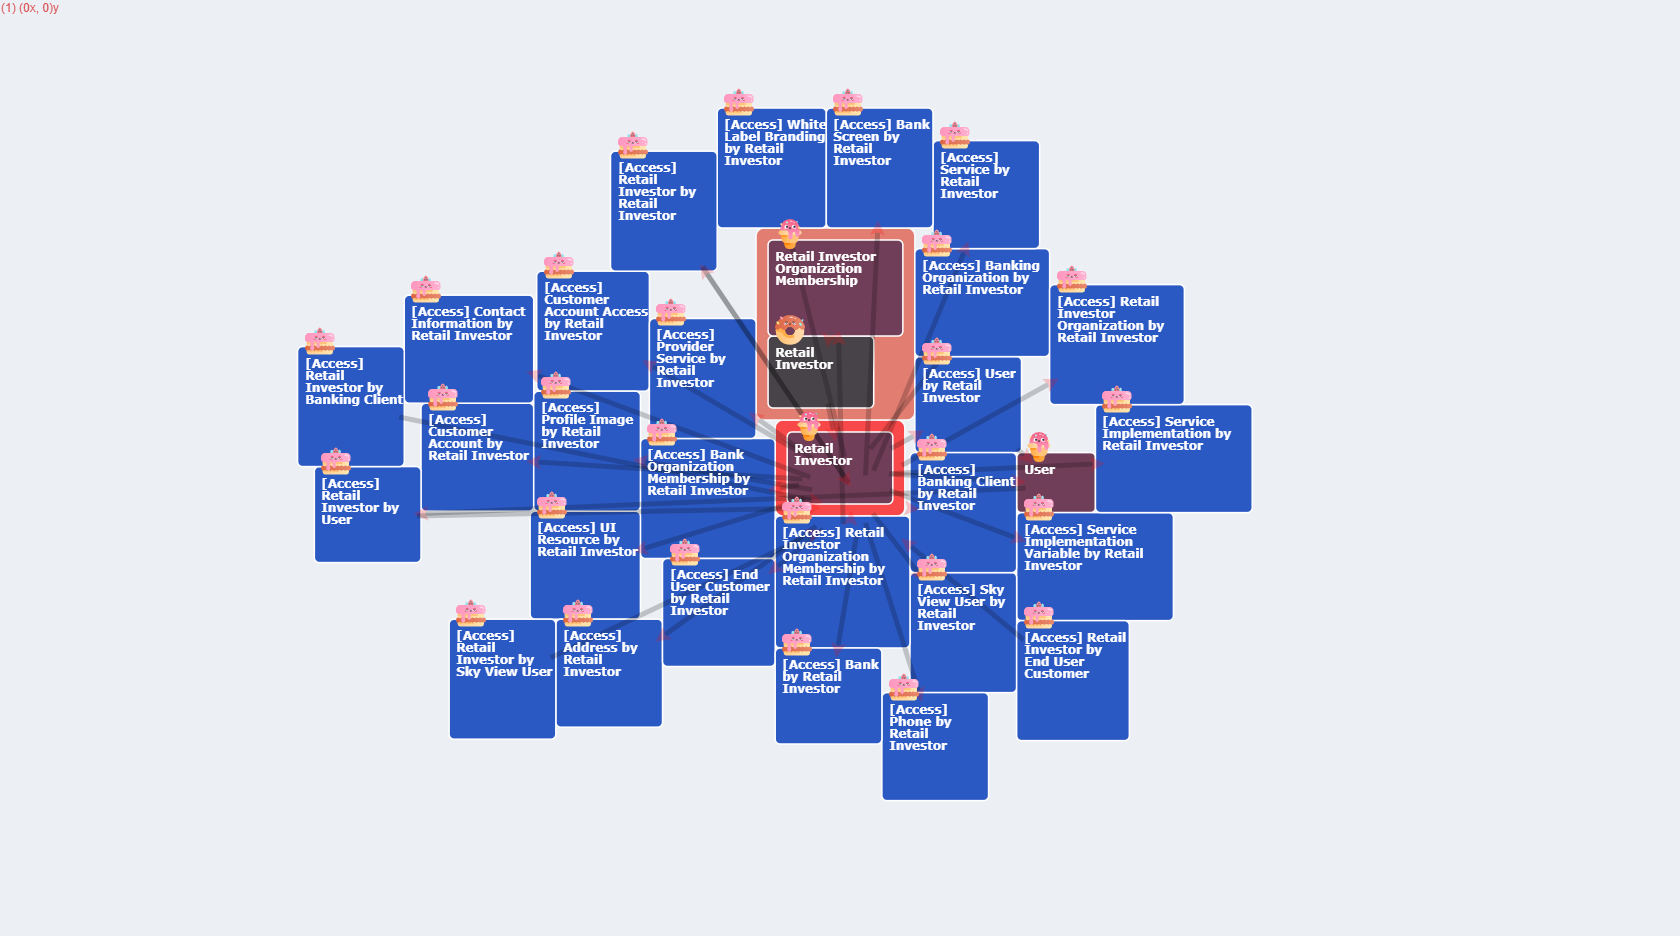 (1) (0x, 0)y
[Access] White
Label Branding
by Retail
Investor
[Access] Bank
Screen by
Retail
Investor
[Access]
Service by
Retail
Investor
[Access]
Retail
Investor by
Retail
Investor
Retail Investor
Organization
Membership
[Access] Banking
Organization by
Retail Investor
[Access]
Customer
Account Access
by Retail
Investor
[Access] Retail
Investor
Organization by
Retail Investor
[Access] Contact
Information by
Retail Investor
[Access]
Provider
Service by
Retail
Investor
Retail
Investor
[Access]
Retail
Investor by
Banking Client
[Access] User
by Retail
Investor
[Access]
Profile Image
by Retail
Investor
[Access]
Customer
Account by
Retail Investor
[Access] Service
Implementation by
Retail Investor
Retail
Investor
[Access] Bank
Organization
Membership by
Retail Investor
[Access]
Banking Client
by Retail
Investor
User
[Access]
Retail
Investor by
User
[Access] UI
Resource by
Retail Investor
[Access] Retail
Investor
Organization
Membership by
Retail Investor
[Access] Service
Implementation
Variable by Retail
Investor
[Access] End
User Customer
by Retail
Investor
[Access] Sky
View User by
Retail
Investor
[Access]
Retail
Investor by
Sky View User
[Access]
Address by
Retail
Investor
[Access] Retail
Investor by
End User
Customer
[Access] Bank
by Retail
Investor
[Access]
Phone by
Retail
Investor